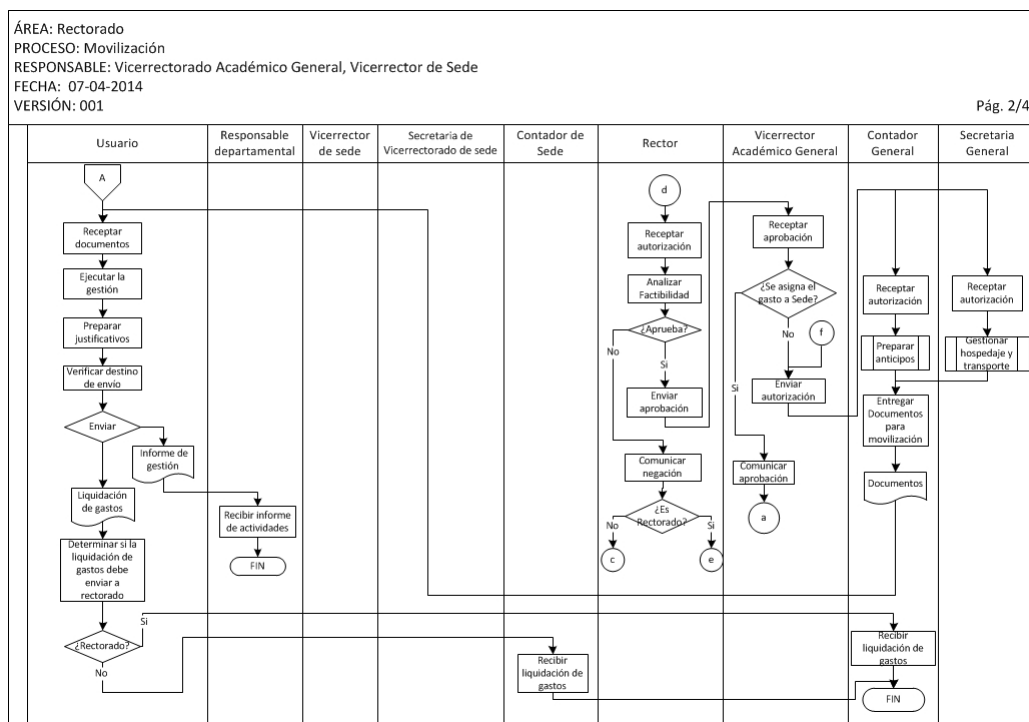 ÁREA: Rectorado
PROCESO: Movilización
RESPONSABLE: Vicerrectorado Académico General, Vicerrector de Sede
FECHA: 07-04-2014
VERSIÓN: 001
Pág. 2/4
Usuario
Responsable
departamental
Vicerrector
de sede
Secretaria de
Vicerrectorado de sede
Contador de
Sede
Rector
Vicerrector
Académico General
Contador
General
Secretaria
General
A
Receptar
documentos
Ejecutar la
gestión
Preparar
justificativos
Verificar destino
de envío
Enviar
Informe de
gestión
Liquidación
de gastos
Determinar si la
liquidación de
gastos debe
enviar a
rectorado
Si
¿Rectorado?
No
Recibir informe
de actividades
FIN
Recibir
liquidación de
gastos
d
Receptar
autorización
Analizar
Factibilidad
¿Aprueba?
No
Si
Enviar
aprobación
Comunicar
negación
¿Es
Rectorado?
No
Si
c
e
Receptar
aprobación
¿Se asigna el
gasto a Sede?
No
f
Si
Enviar
autorización
Comunicar
aprobación
a
Receptar
autorización
Preparar
anticipos
Entregar
Documentos
para
movilización
Documentos
Recibir
liquidación de
gastos
FIN
Receptar
autorización
Gestionar
hospedaje y
transporte